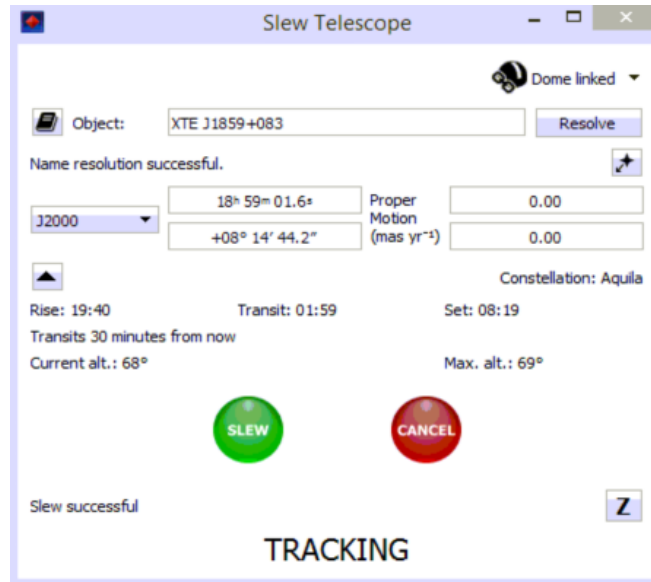 Slew Telescope
Dome linked
Object: XTE J1859+083 Resolve
Name resolution successful.
J2000 18ʰ 59ᵐ 01.6ˢ Proper Motion (mas yr⁻¹) 0.00
+08° 14′ 44.2″ 0.00
Constellation: Aquila
Rise: 19:40 Transit: 01:59 Set: 08:19
Transits 30 minutes from now
Current alt.: 68° Max. alt.: 69°
SLEW CANCEL
Slew successful Z
TRACKING